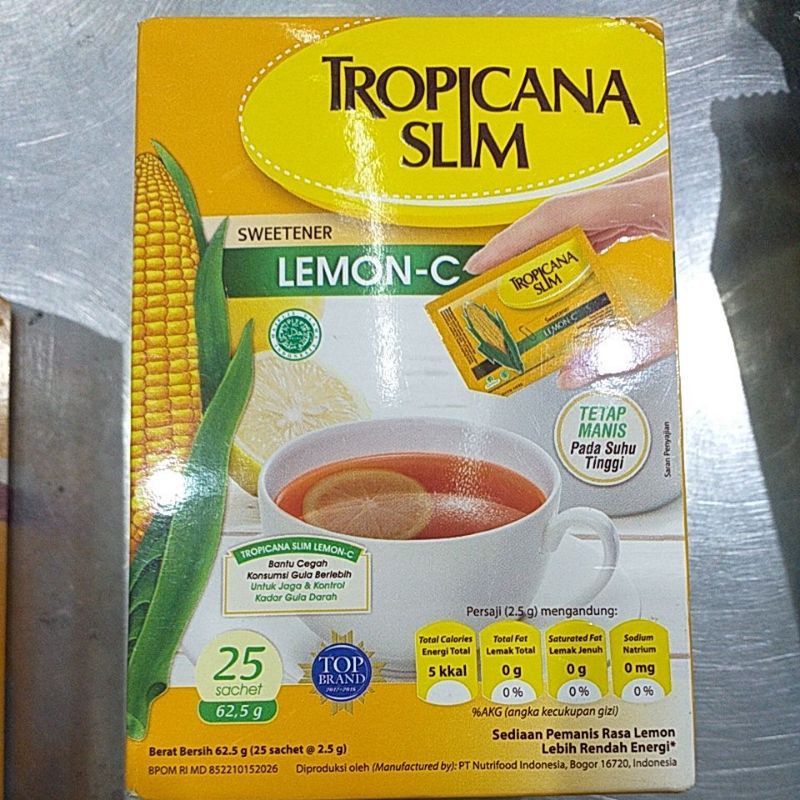 TROPICANA
SLIM
SWEETENER
LEMON-C
TROPICANA
SLIM
Sweetener
LEMON-C
TETAP
MANIS
Pada Suhu
Tinggi
Saran Penyajian
TROPICANA SLIM LEMON-C
Bantu Cegah
Konsumsi Gula Berlebih
Untuk Jaga & Kontrol
Kadar Gula Darah
Persaji (2.5 g) mengandung:
Total Calories Total Fat Saturated Fat Sodium
Energi Total Lemak Total Lemak Jenuh Natrium
5 kkal 0 g 0 g 0 mg
0 % 0 % 0 %
%AKG (angka kecukupan gizi)
25
sachet
62,5 g
TOP
BRAND
2017-2018
Sediaan Pemanis Rasa Lemon
Lebih Rendah Energi*
Berat Bersih 62.5 g (25 sachet @ 2.5 g)
BPOM RI MD 852210152026 Diproduksi oleh (Manufactured by): PT Nutrifood Indonesia, Bogor 16720, Indonesia